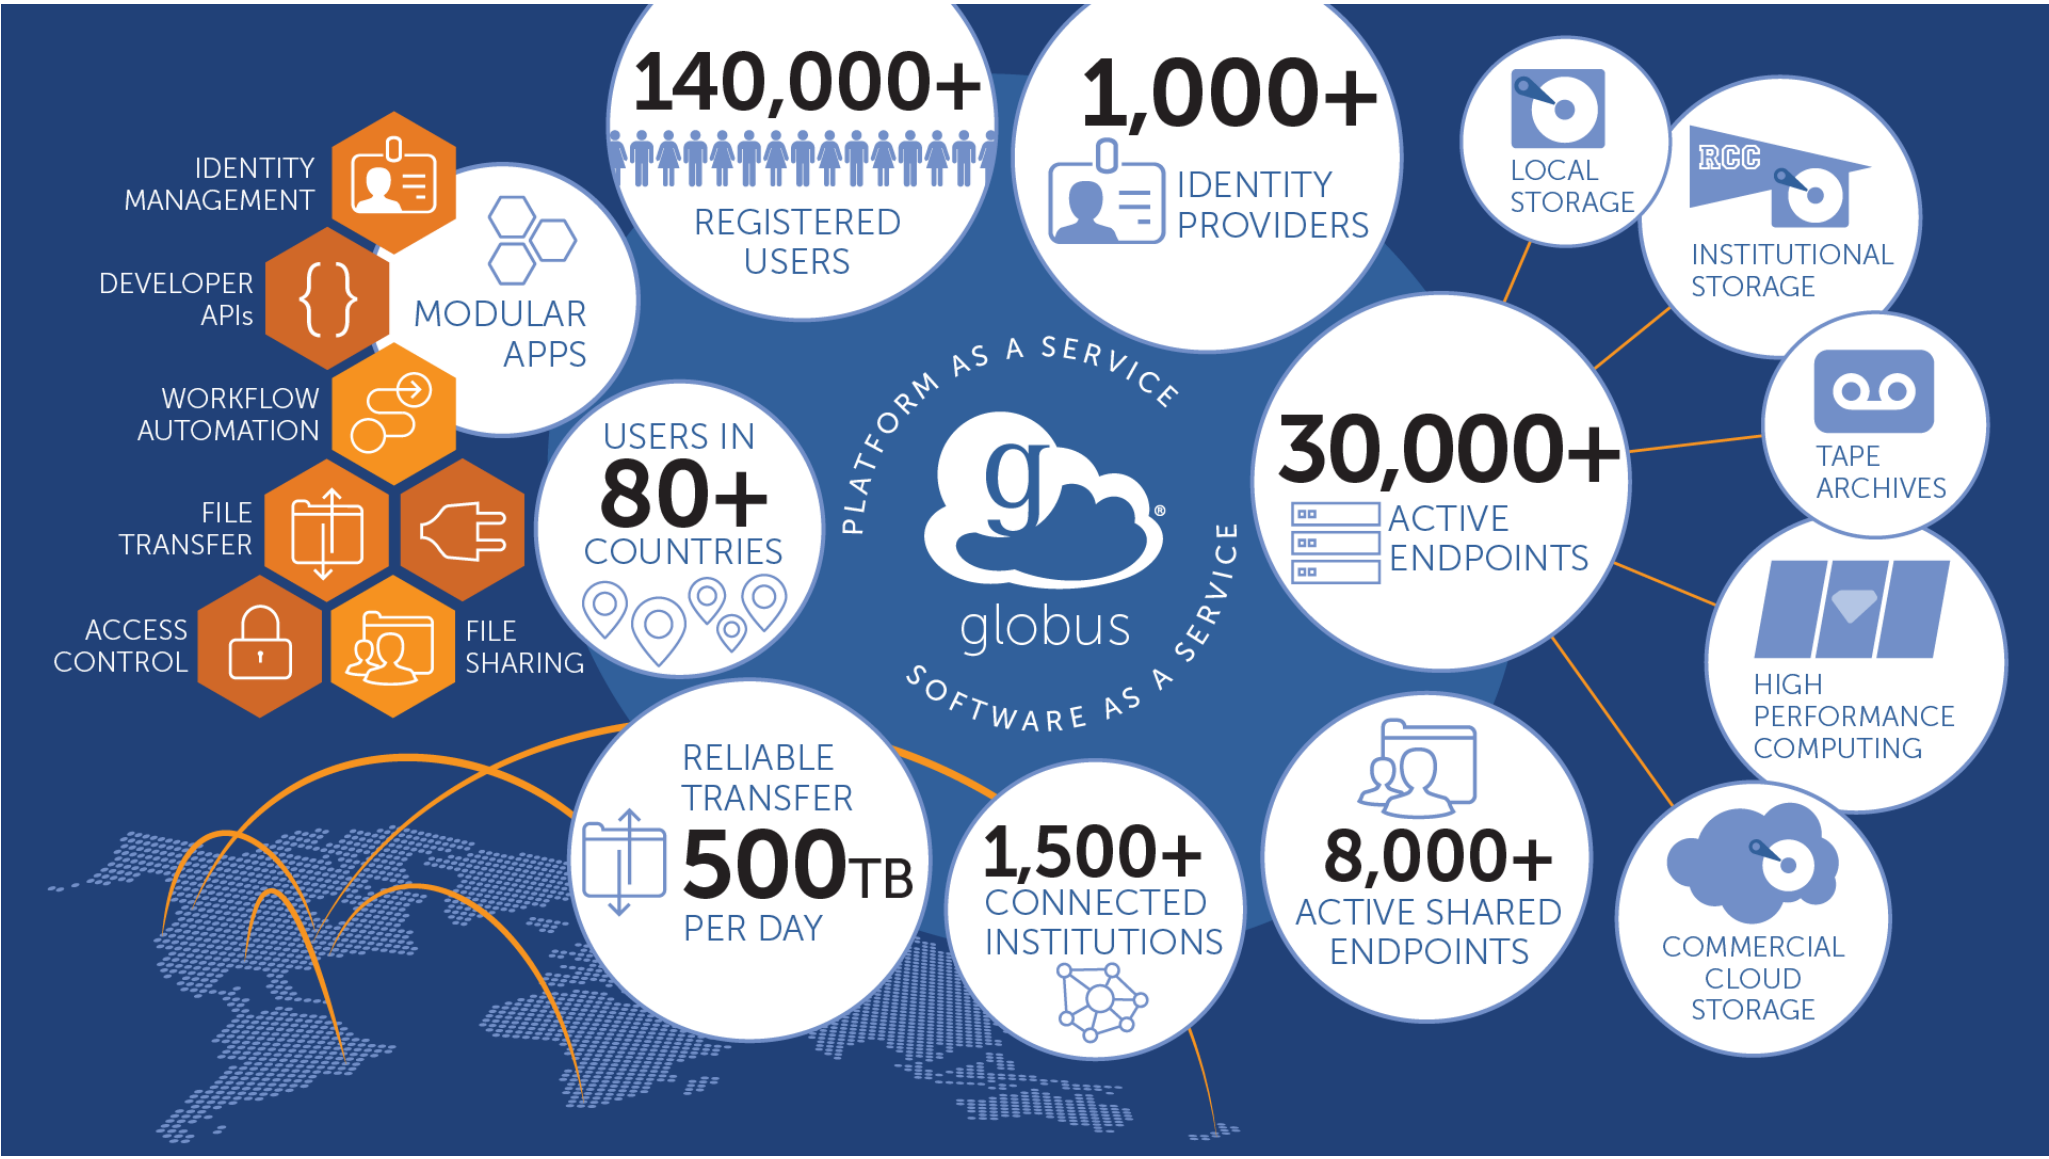 140,000+
REGISTERED
USERS
1,000+
IDENTITY
PROVIDERS
LOCAL
STORAGE
RCC
INSTITUTIONAL
STORAGE
TAPE
ARCHIVES
HIGH
PERFORMANCE
COMPUTING
COMMERCIAL
CLOUD
STORAGE
IDENTITY
MANAGEMENT
DEVELOPER
APIs
WORKFLOW
AUTOMATION
FILE
TRANSFER
ACCESS
CONTROL
FILE
SHARING
MODULAR
APPS
USERS IN
80+
COUNTRIES
PLATFORM AS A SERVICE
g
®
globus
SOFTWARE AS A SERVICE
30,000+
ACTIVE
ENDPOINTS
RELIABLE
TRANSFER
500TB
PER DAY
1,500+
CONNECTED
INSTITUTIONS
8,000+
ACTIVE SHARED
ENDPOINTS